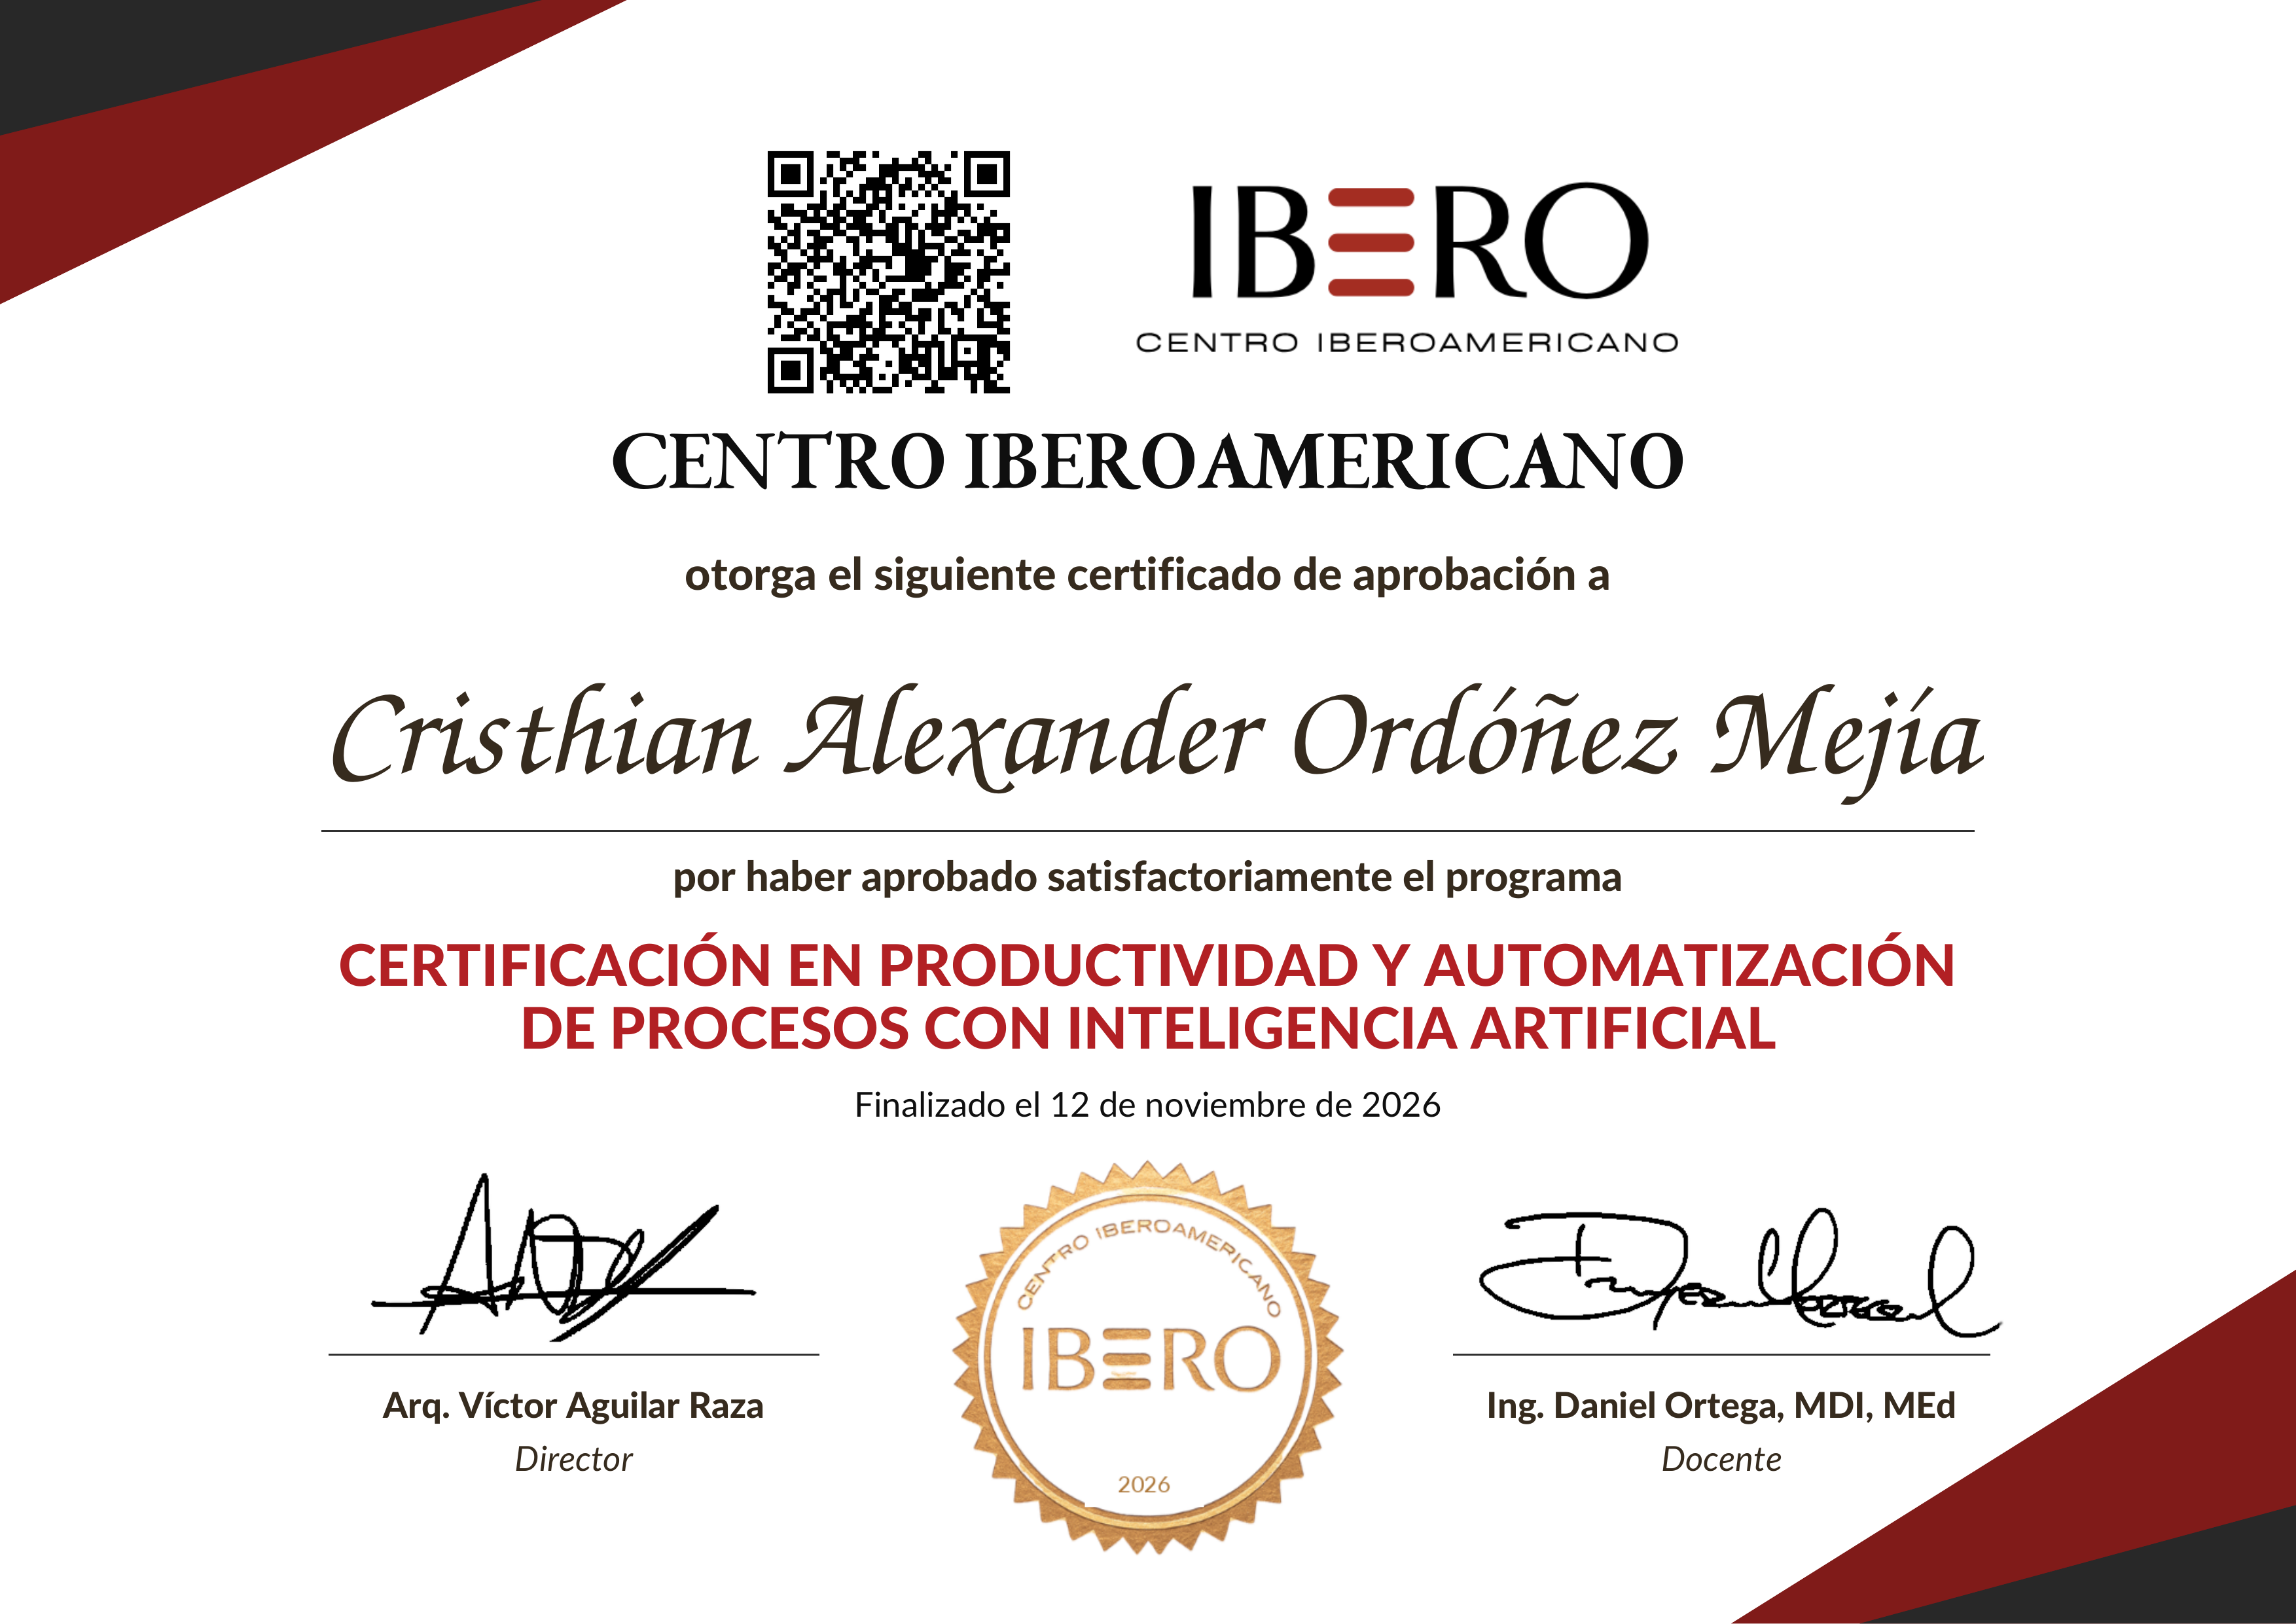 IBERO
CENTRO IBEROAMERICANO
CENTRO IBEROAMERICANO
otorga el siguiente certificado de aprobación a
Cristhian Alexander Ordóñez Mejía
por haber aprobado satisfactoriamente el programa
CERTIFICACIÓN EN PRODUCTIVIDAD Y AUTOMATIZACIÓN
DE PROCESOS CON INTELIGENCIA ARTIFICIAL
Finalizado el 12 de noviembre de 2026
CENTRO IBEROAMERICANO
IBERO
2026
Arq. Víctor Aguilar Raza
Director
Ing. Daniel Ortega, MDI, MEd
Docente